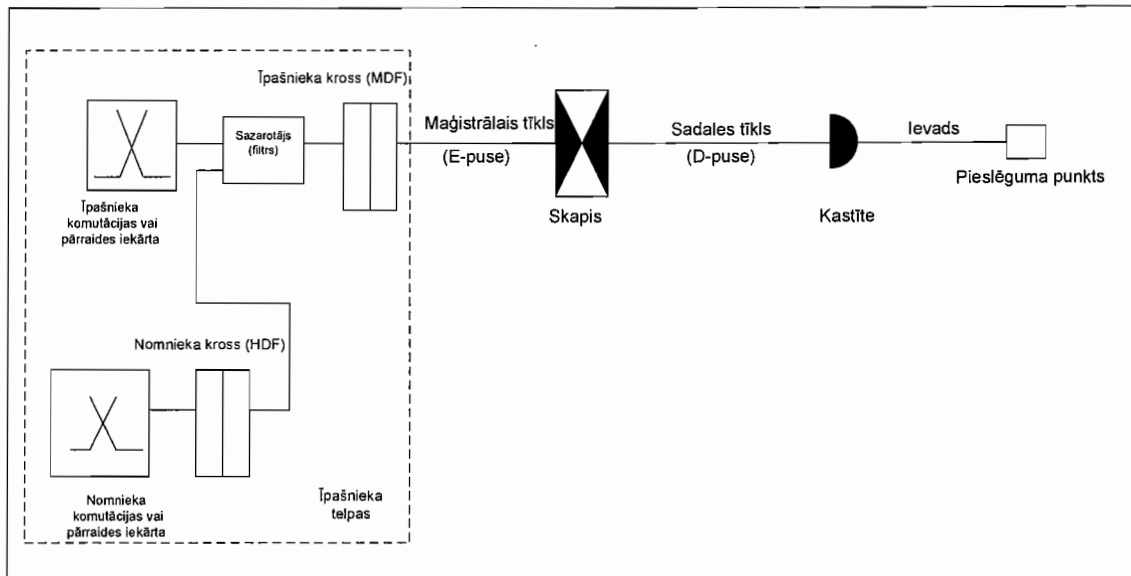 Īpašnieka kross (MDF)
Sazarotājs
(filtrs)
Īpašnieka
komutācijas vai
pārraides iekārta
Maģistrālais tīkls
(E-puse)
Skapis
Sadales tīkls
(D-puse)
Kastīte
Ievads
Pieslēguma punkts
Nomnieka kross (HDF)
Nomnieka
komutācijas vai
pārraides iekārta
Īpašnieka
telpas